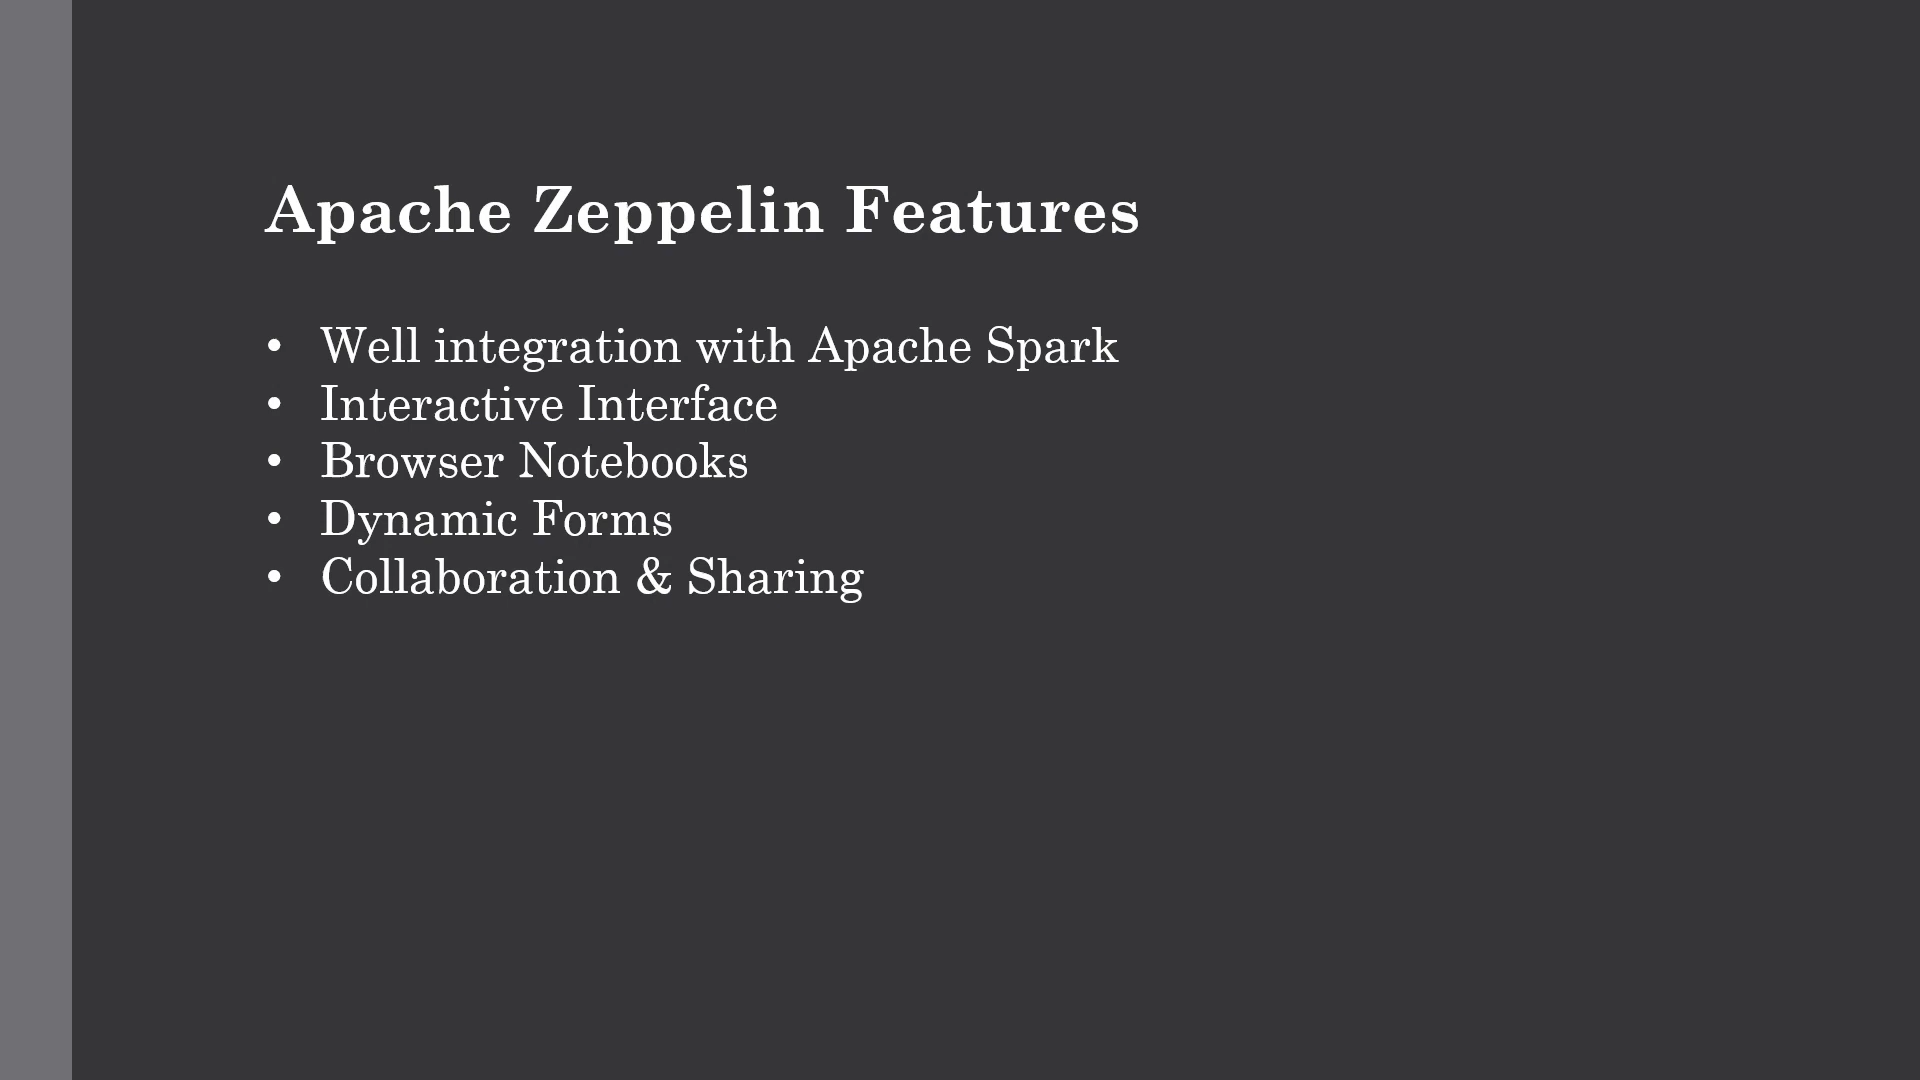 Apache Zeppelin Features
• Well integration with Apache Spark
• Interactive Interface
• Browser Notebooks
• Dynamic Forms
• Collaboration & Sharing